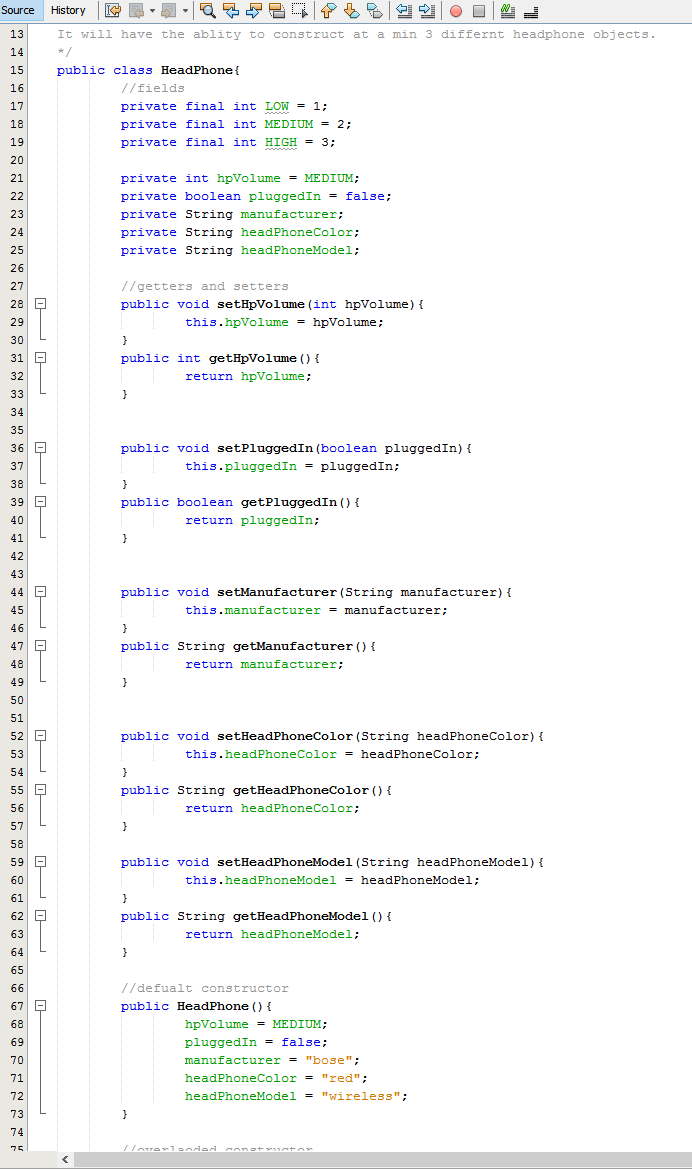 Source History
13 It will have the ablity to construct at a min 3 differnt headphone objects.
14 */
15 public class HeadPhone{
16 //fields
17 private final int LOW = 1;
18 private final int MEDIUM = 2;
19 private final int HIGH = 3;
20
21 private int hpVolume = MEDIUM;
22 private boolean pluggedIn = false;
23 private String manufacturer;
24 private String headPhoneColor;
25 private String headPhoneModel;
26
27 //getters and setters
28 public void setHpVolume(int hpVolume){
29 this.hpVolume = hpVolume;
30 }
31 public int getHpVolume(){
32 return hpVolume;
33 }
34
35
36 public void setPluggedIn(boolean pluggedIn){
37 this.pluggedIn = pluggedIn;
38 }
39 public boolean getPluggedIn(){
40 return pluggedIn;
41 }
42
43
44 public void setManufacturer(String manufacturer){
45 this.manufacturer = manufacturer;
46 }
47 public String getManufacturer(){
48 return manufacturer;
49 }
50
51
52 public void setHeadPhoneColor(String headPhoneColor){
53 this.headPhoneColor = headPhoneColor;
54 }
55 public String getHeadPhoneColor(){
56 return headPhoneColor;
57 }
58
59 public void setHeadPhoneModel(String headPhoneModel){
60 this.headPhoneModel = headPhoneModel;
61 }
62 public String getHeadPhoneModel(){
63 return headPhoneModel;
64 }
65
66 //defualt constructor
67 public HeadPhone(){
68 hpVolume = MEDIUM;
69 pluggedIn = false;
70 manufacturer = "bose";
71 headPhoneColor = "red";
72 headPhoneModel = "wireless";
73 }
74
75 //overlaoded constructor